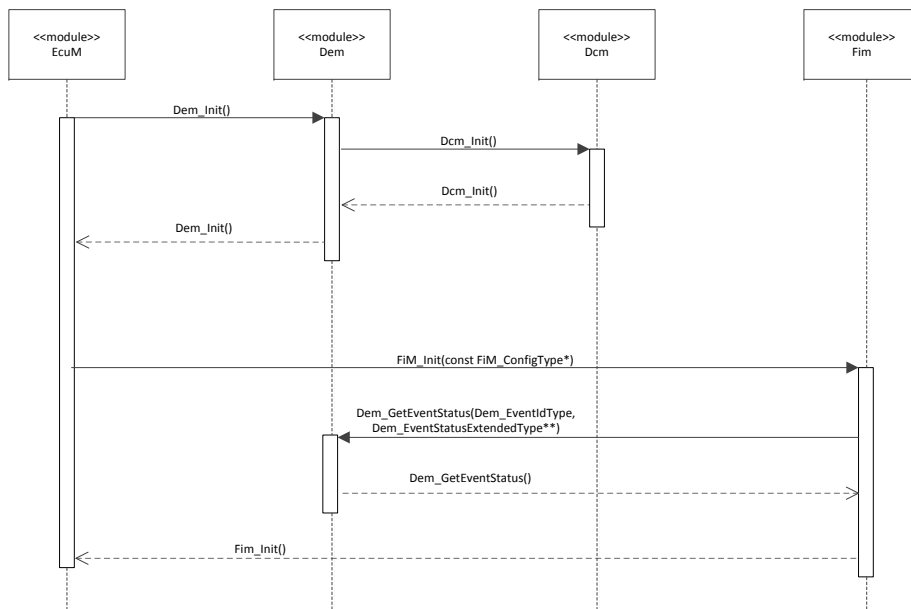 <<module>>
EcuM
<<module>>
Dem
<<module>>
Dcm
<<module>>
Fim
Dem_Init()
Dcm_Init()
Dcm_Init()
Dem_Init()
FiM_Init(const FiM_ConfigType*)
Dem_GetEventStatus(Dem_EventIdType,
Dem_EventStatusExtendedType**)
Dem_GetEventStatus()
Fim_Init()